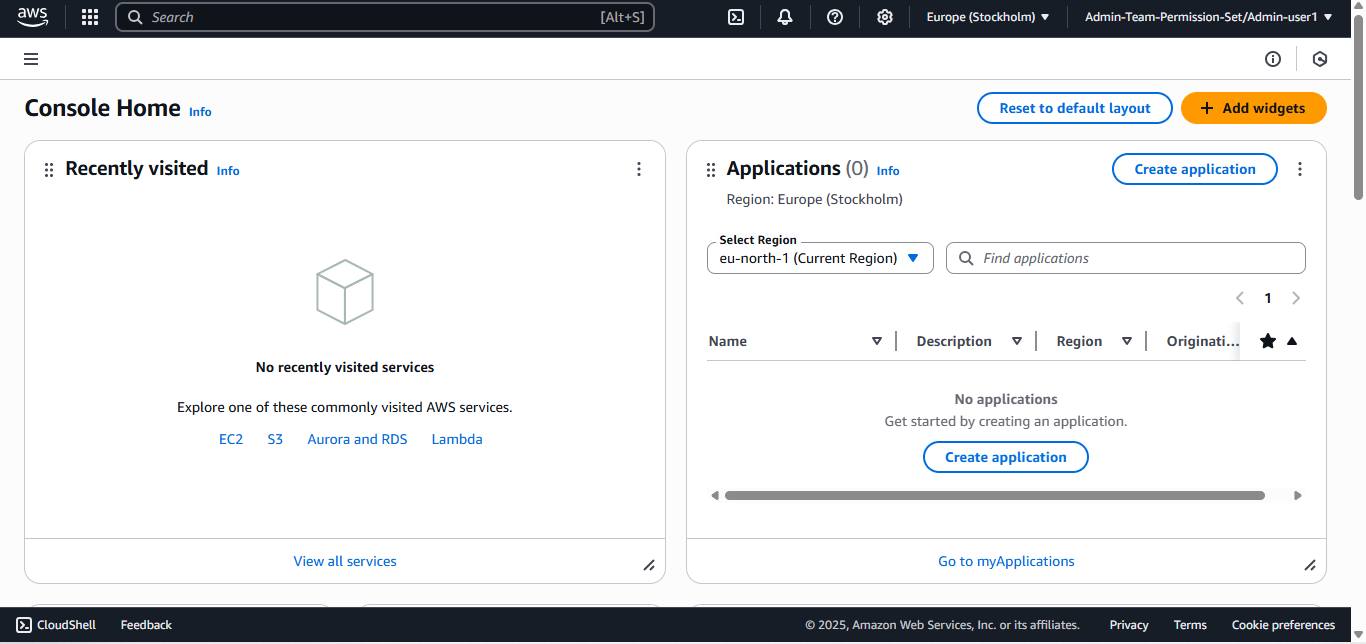 aws
Search [Alt+S]
Europe (Stockholm)
Admin-Team-Permission-Set/Admin-user1
Console Home Info
Reset to default layout
Add widgets
Recently visited Info
No recently visited services
Explore one of these commonly visited AWS services.
EC2 S3 Aurora and RDS Lambda
View all services
Applications (0) Info
Create application
Region: Europe (Stockholm)
Select Region
eu-north-1 (Current Region)
Find applications
1
Name Description Region Originati...
No applications
Get started by creating an application.
Create application
Go to myApplications
CloudShell Feedback © 2025, Amazon Web Services, Inc. or its affiliates. Privacy Terms Cookie preferences